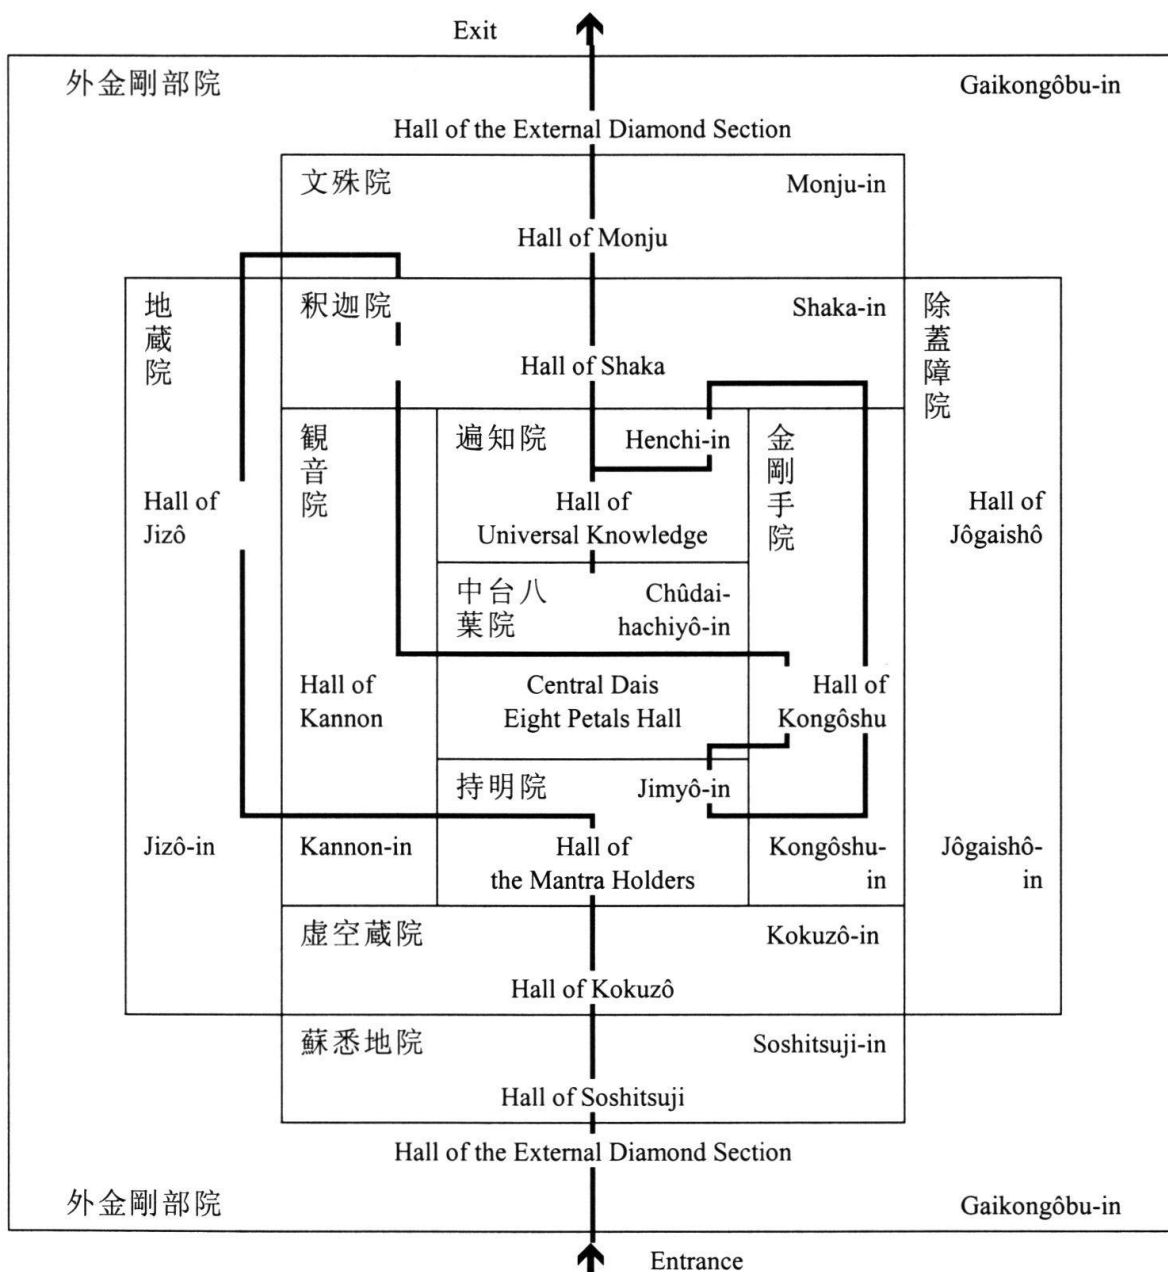 Exit
外金剛部院
Gaikongôbu-in
Hall of the External Diamond Section
文殊院
Monju-in
Hall of Monju
地蔵院
釈迦院
Shaka-in
除蓋障院
Hall of Shaka
観音院
遍知院
Henchi-in
金剛手院
Hall of
Jizô
Hall of
Universal Knowledge
Hall of
Jôgaishô
中台八
葉院
Chûdai-
hachiyô-in
Hall of
Kannon
Central Dais
Eight Petals Hall
Hall of
Kongôshu
持明院
Jimyô-in
Jizô-in
Kannon-in
Hall of
the Mantra Holders
Kongôshu-
in
Jôgaishô-
in
虚空蔵院
Kokuzô-in
Hall of Kokuzô
蘇悉地院
Soshitsuji-in
Hall of Soshitsuji
Hall of the External Diamond Section
外金剛部院
Gaikongôbu-in
Entrance